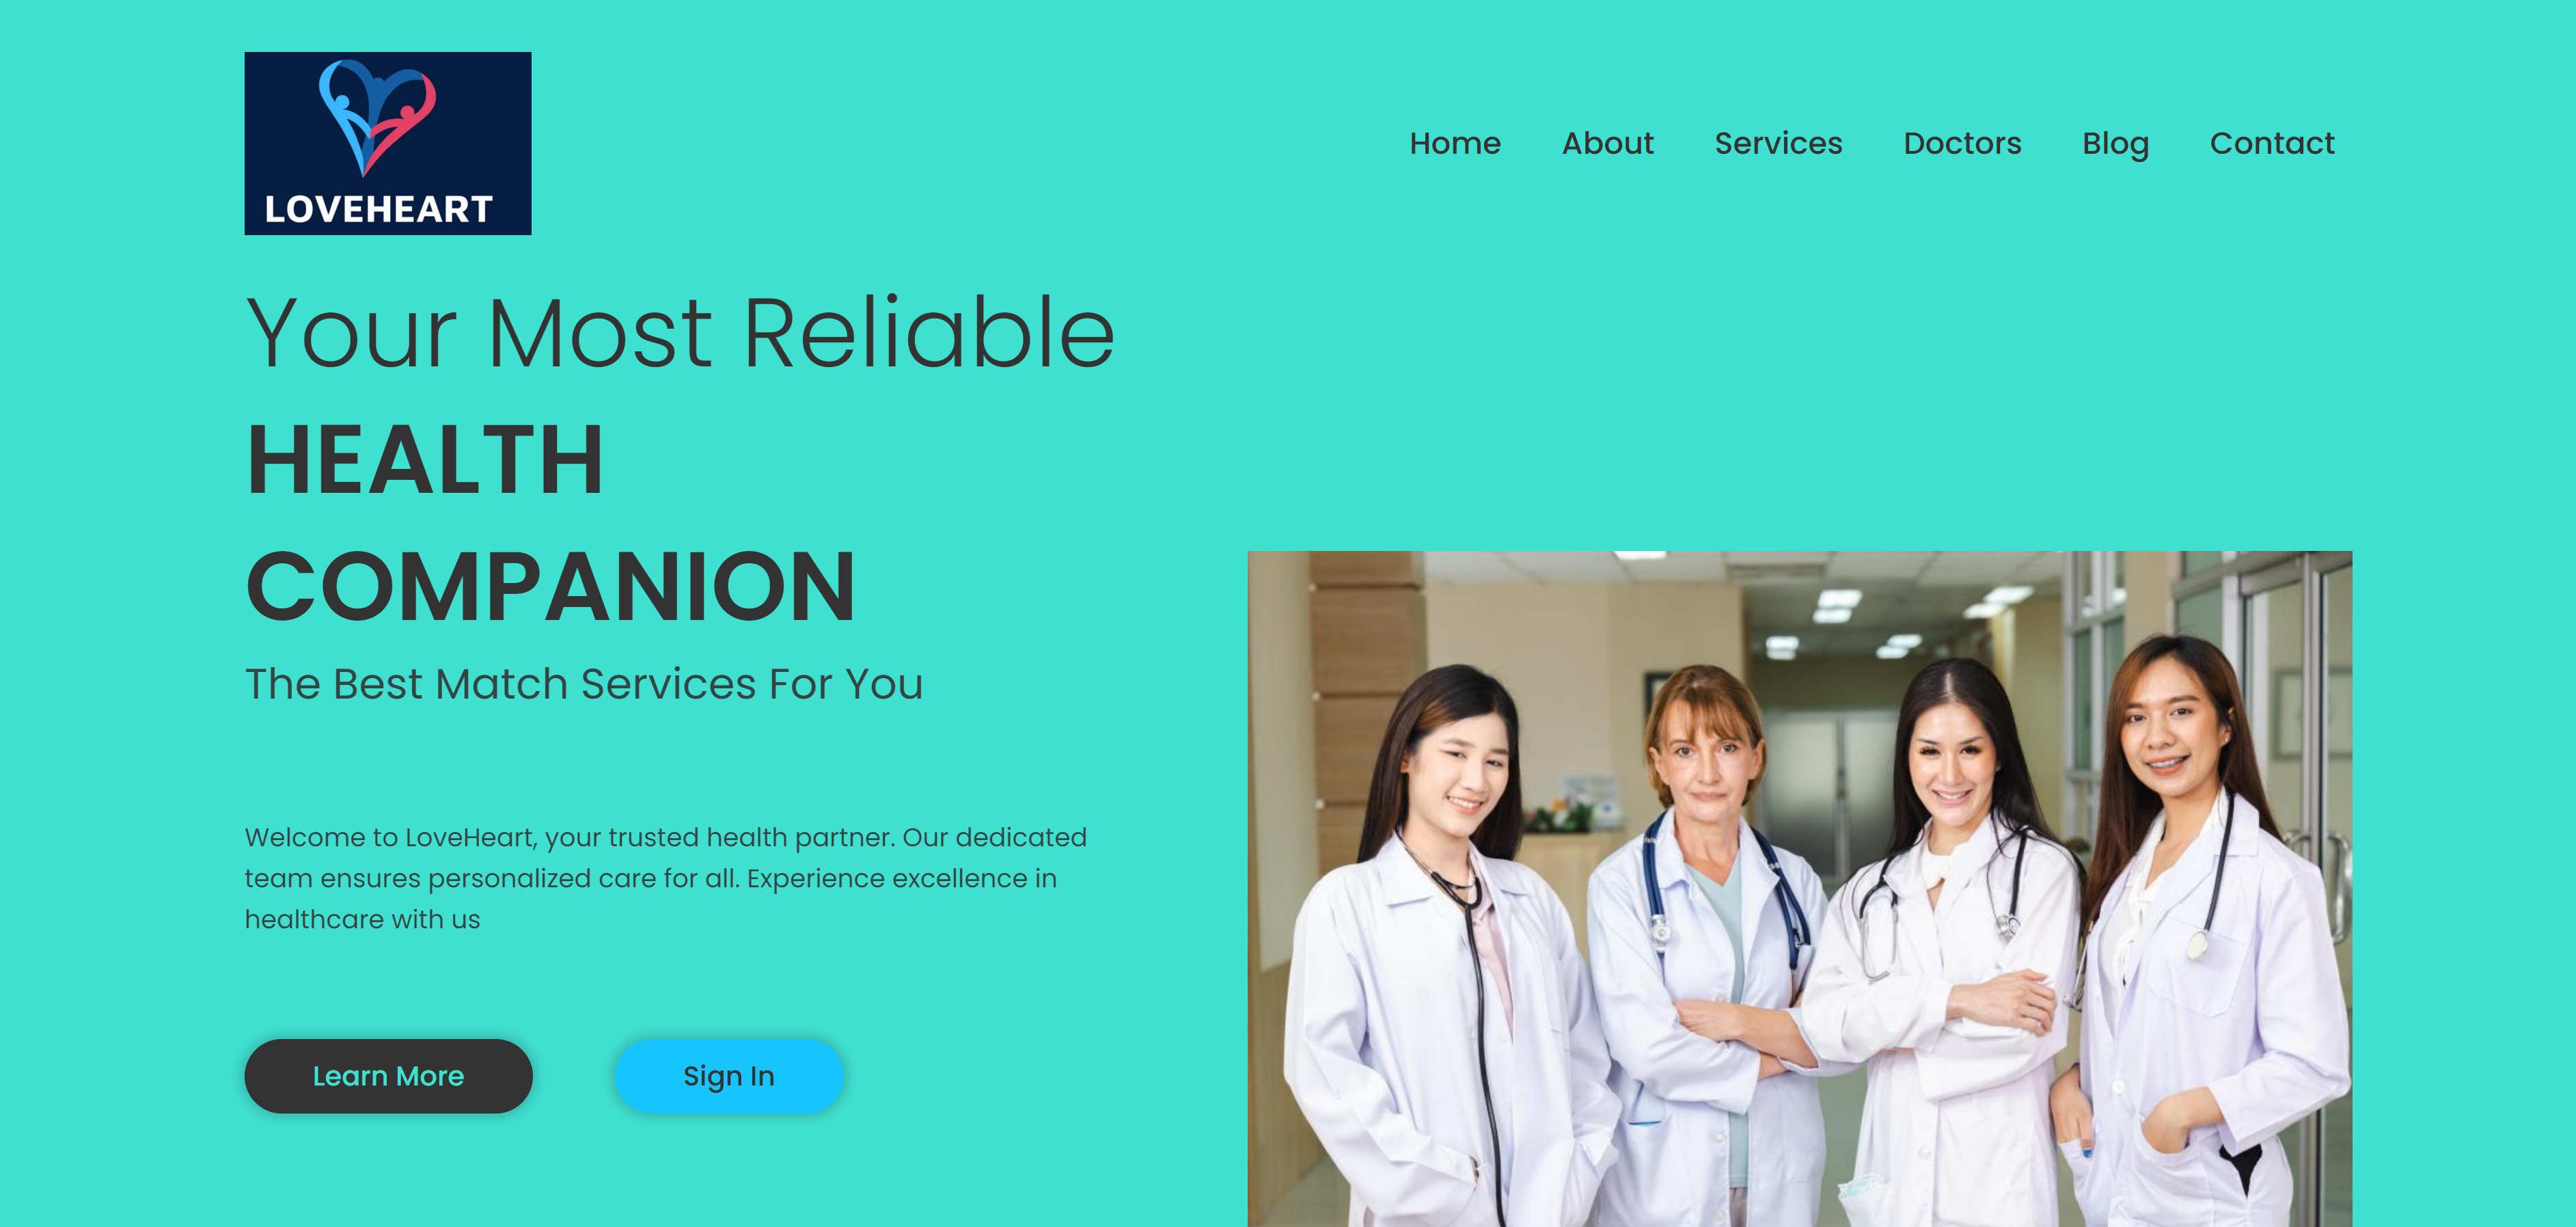 LOVEHEART
Home About Services Doctors Blog Contact
Your Most Reliable
HEALTH
COMPANION
The Best Match Services For You
Welcome to LoveHeart, your trusted health partner. Our dedicated
team ensures personalized care for all. Experience excellence in
healthcare with us
Learn More Sign In